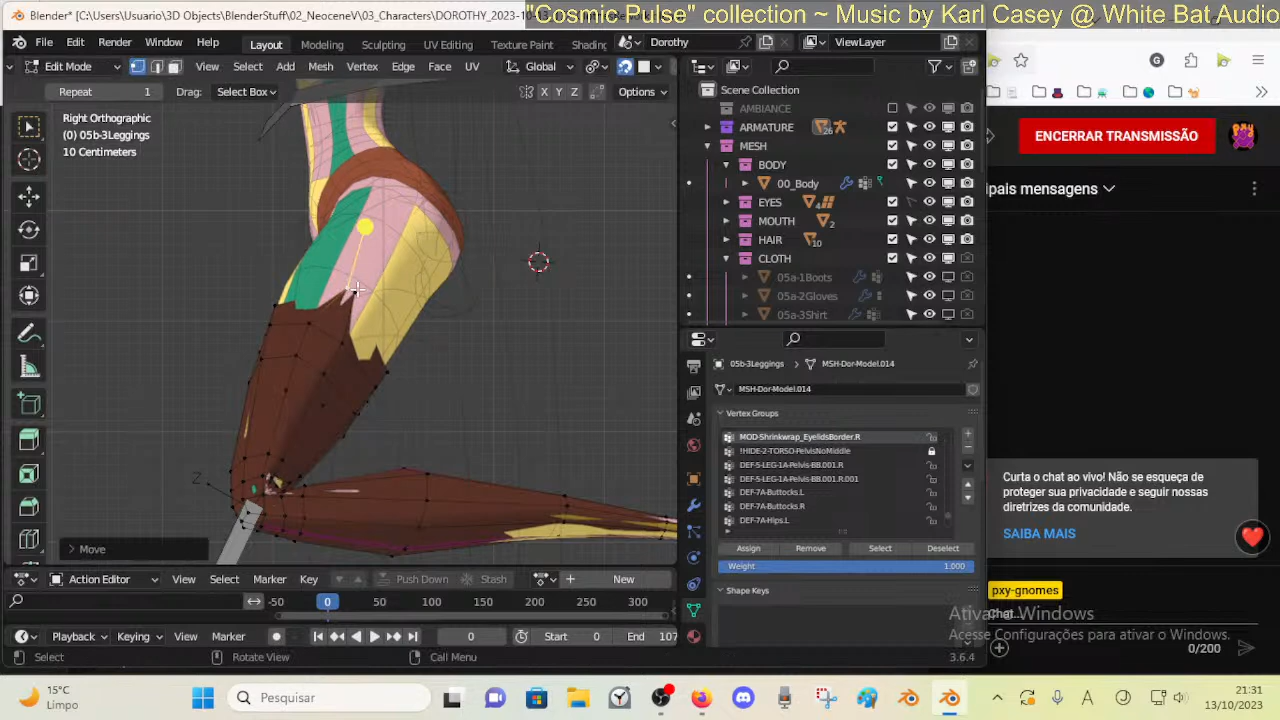 "Cosmic Pulse" collection ~ Music by Karl Casey @ White Bat Audio
Blender* [C:\Users\Usuario\3D Objects\BlenderStuff\02_NeoceneV\03_Characters\DOROTHY_2023-10-13
File Edit Render Window Help
Layout Modeling Sculpting UV Editing Texture Paint Shading
Dorothy
ViewLayer
Edit Mode
View Select Add Mesh Vertex Edge Face UV
Global
Repeat 1
Drag: Select Box
X Y Z
Options
Right Orthographic
(0) 05b-3Leggings
10 Centimeters
Z
Move
Scene Collection
AMBIANCE
ARMATURE
26
MESH
BODY
00_Body
EYES
4
MOUTH
2
HAIR
10
CLOTH
05a-1Boots
05a-2Gloves
05a-3Shirt
05b-3Leggings
MSH-Dor-Model.014
MSH-Dor-Model.014
Vertex Groups
MOD-Shrinkwrap_EyelidsBorder.R
!HIDE-2-TORSO-PelvisNoMiddle
DEF-5-LEG-1A-Pelvis-BB.001.R
DEF-5-LEG-1A-Pelvis-BB.001.R.001
DEF-7A-Buttocks.L
DEF-7A-Buttocks.R
DEF-7A-Hips.L
Assign Remove Select Deselect
Weight 1.000
Shape Keys
Action Editor
View Select Marker Key
Push Down Stash
New
-50 0 50 100 150 200 250 300
Playback Keying View Marker
0
Start 0
End 107
Select
Rotate View
Call Menu
3.6.4
G
ENCERRAR TRANSMISSÃO
ipais mensagens
Curta o chat ao vivo! Não se esqueça de
proteger sua privacidade e seguir nossas
diretrizes da comunidade.
SAIBA MAIS
pxy-gnomes
Chat...
0/200
Ativar o Windows
Acesse Configurações para ativar o Windows.
15°C
Limpo
Pesquisar
21:31
13/10/2023